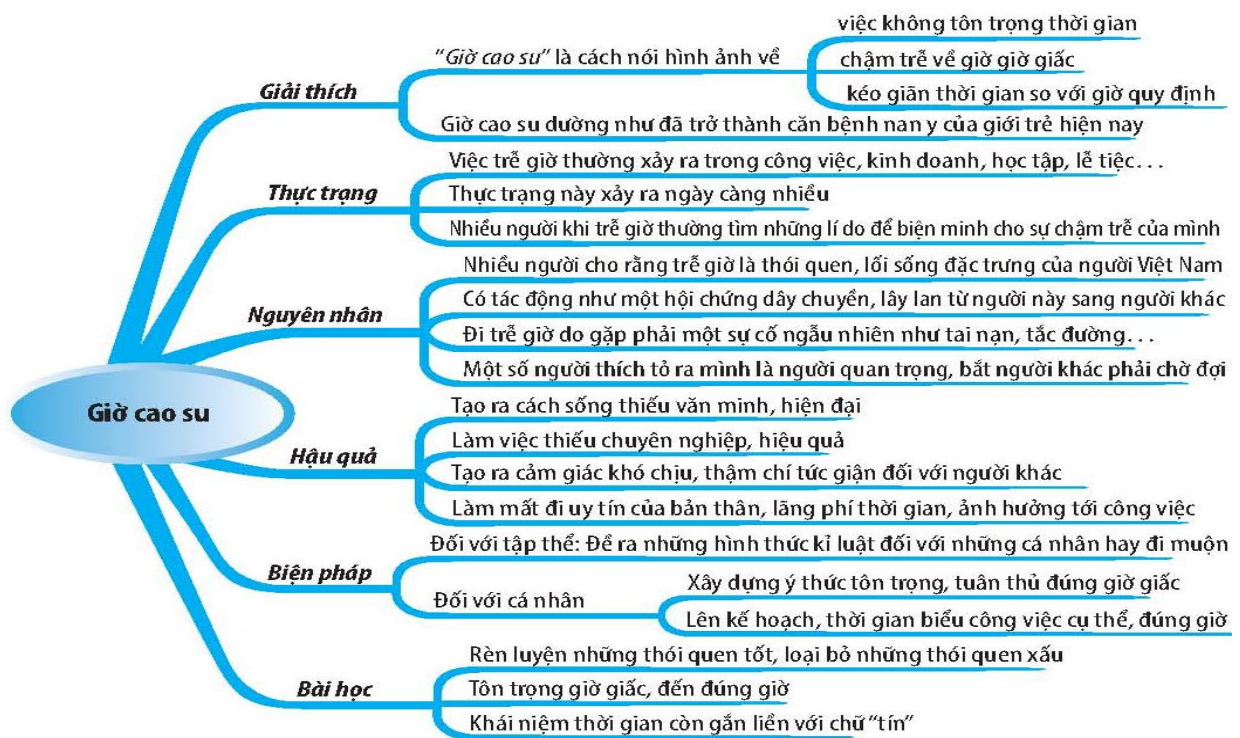 Giờ cao su
Giải thích
"Giờ cao su" là cách nói hình ảnh về
việc không tôn trọng thời gian
chậm trễ về giờ giờ giấc
kéo giãn thời gian so với giờ quy định
Giờ cao su dường như đã trở thành căn bệnh nan y của giới trẻ hiện nay
Thực trạng
Việc trễ giờ thường xảy ra trong công việc, kinh doanh, học tập, lễ tiệc...
Thực trạng này xảy ra ngày càng nhiều
Nhiều người khi trễ giờ thường tìm những lí do để biện minh cho sự chậm trễ của mình
Nguyên nhân
Nhiều người cho rằng trễ giờ là thói quen, lối sống đặc trưng của người Việt Nam
Có tác động như một hội chứng dây chuyền, lây lan từ người này sang người khác
Đi trễ giờ do gặp phải một sự cố ngẫu nhiên như tai nạn, tắc đường...
Một số người thích tỏ ra mình là người quan trọng, bắt người khác phải chờ đợi
Hậu quả
Tạo ra cách sống thiếu văn minh, hiện đại
Làm việc thiếu chuyên nghiệp, hiệu quả
Tạo ra cảm giác khó chịu, thậm chí tức giận đối với người khác
Làm mất đi uy tín của bản thân, lãng phí thời gian, ảnh hưởng tới công việc
Biện pháp
Đối với tập thể: Đề ra những hình thức kỉ luật đối với những cá nhân hay đi muộn
Đối với cá nhân
Xây dựng ý thức tôn trọng, tuân thủ đúng giờ giấc
Lên kế hoạch, thời gian biểu công việc cụ thể, đúng giờ
Bài học
Rèn luyện những thói quen tốt, loại bỏ những thói quen xấu
Tôn trọng giờ giấc, đến đúng giờ
Khái niệm thời gian còn gắn liền với chữ "tín"